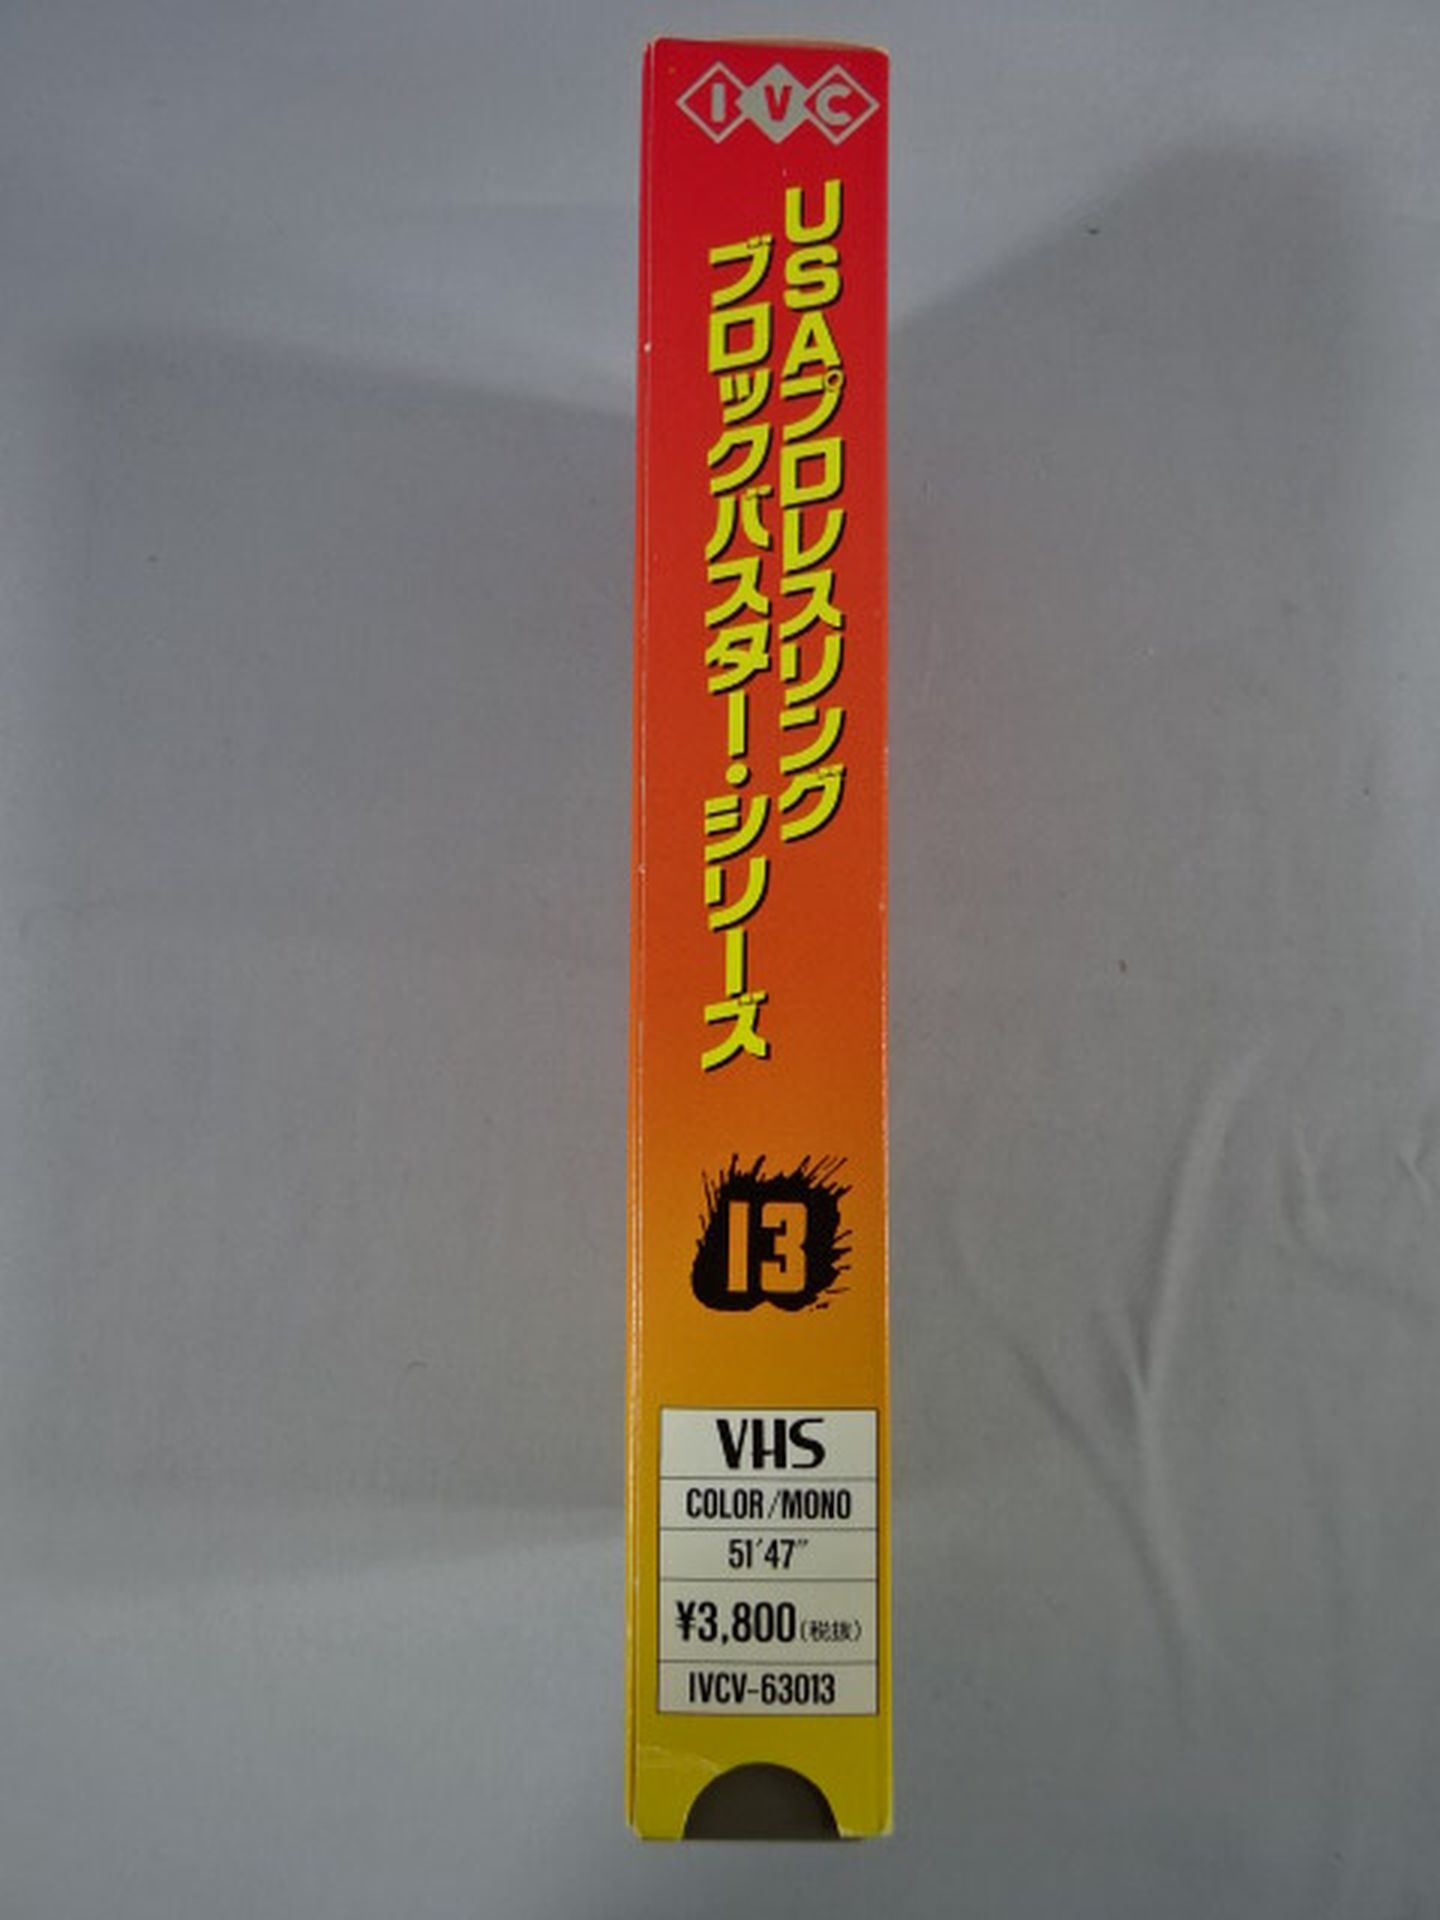 IVC
USAプロレスリング
ブロックバスター・シリーズ
13
VHS
COLOR/MONO
51′47″
¥3,800(税抜)
IVCV-63013